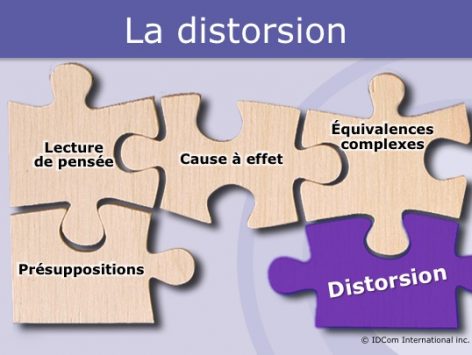 La distorsion
Lecture
de pensée
Cause à effet
Équivalences
complexes
Présuppositions
Distorsion
© IDCom International inc.